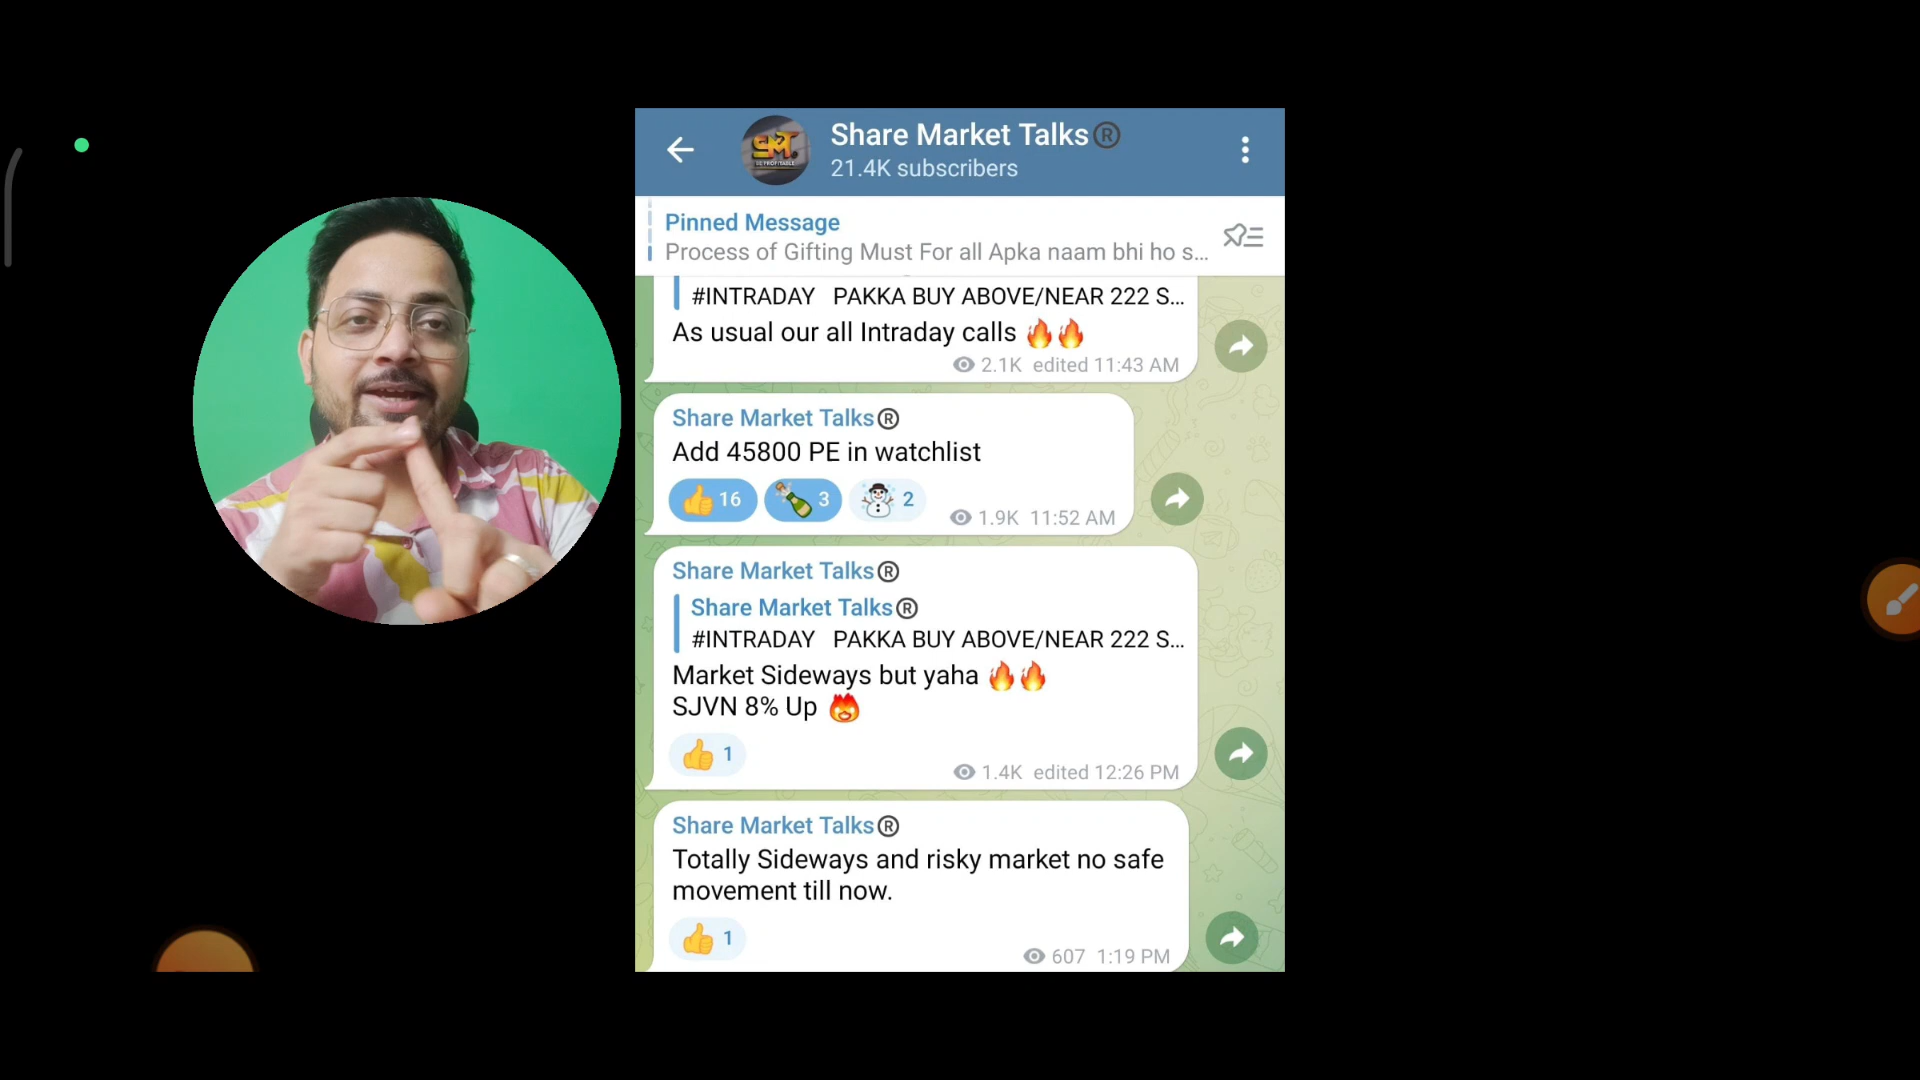 Share Market Talks®
21.4K subscribers
Pinned Message
Process of Gifting Must For all Apka naam bhi ho s...
#INTRADAY PAKKA BUY ABOVE/NEAR 222 S...
As usual our all Intraday calls 🔥🔥
2.1K edited 11:43 AM
Share Market Talks®
Add 45800 PE in watchlist
👍 16 🍾 3 ☃️ 2
1.9K 11:52 AM
Share Market Talks®
Share Market Talks®
#INTRADAY PAKKA BUY ABOVE/NEAR 222 S...
Market Sideways but yaha 🔥🔥
SJVN 8% Up
👍 1
1.4K edited 12:26 PM
Share Market Talks®
Totally Sideways and risky market no safe
movement till now.
👍 1
607 1:19 PM